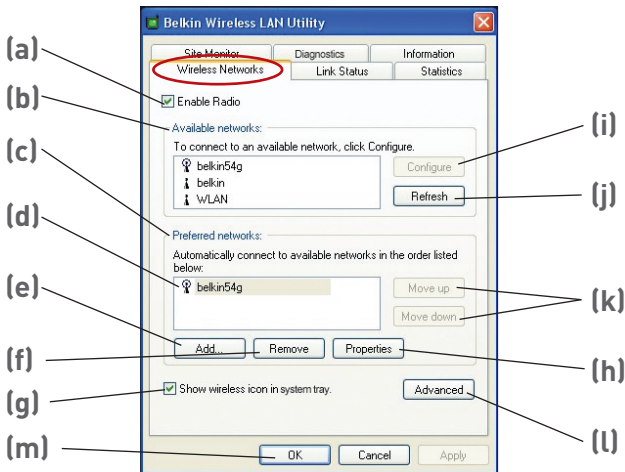 Belkin Wireless LAN Utility
Site Monitor Diagnostics Information
Wireless Networks Link Status Statistics
(a)
Enable Radio
(b)
Available networks:
To connect to an available network, click Configure.
belkin54g
belkin
WLAN
Configure
(i)
Refresh
(j)
(c)
Preferred networks:
Automatically connect to available networks in the order listed
below:
(d)
belkin54g
Move up
Move down
(k)
(e)
Add... Remove Properties
(f)
(h)
(g)
Show wireless icon in system tray.
Advanced
(l)
(m)
OK Cancel Apply